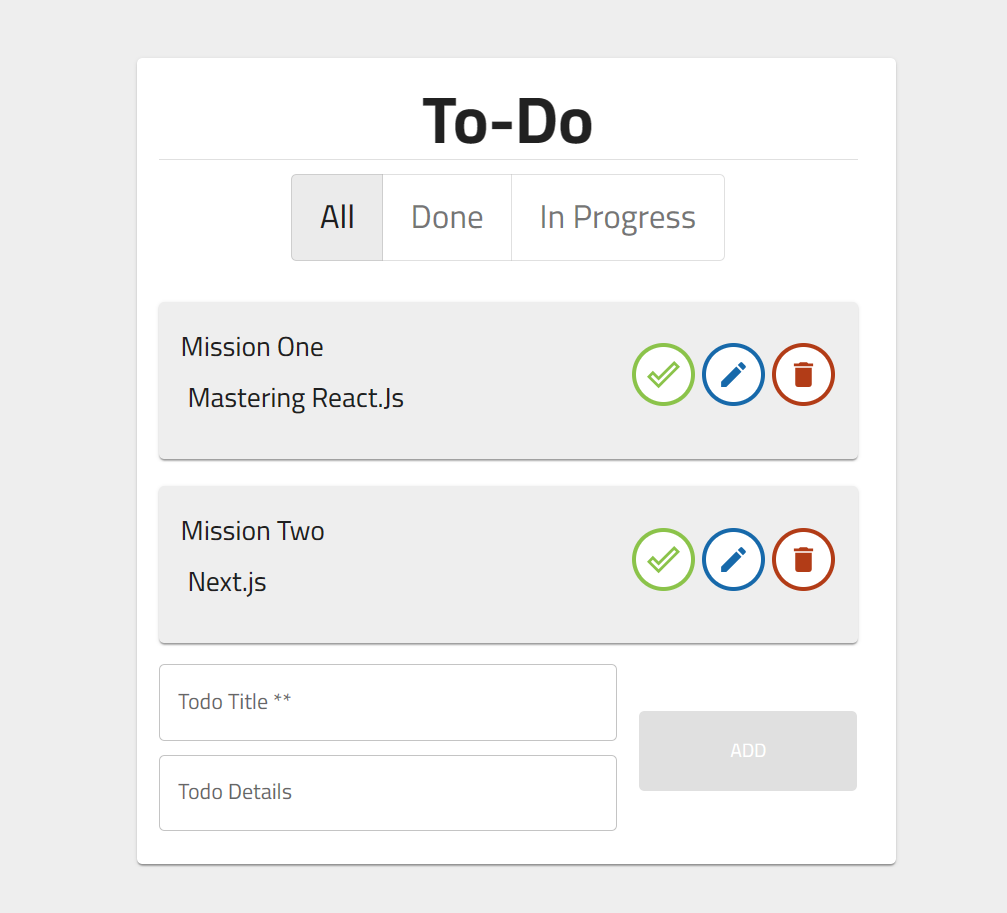 To-Do
All Done In Progress
Mission One
Mastering React.Js
Mission Two
Next.js
Todo Title **
ADD
Todo Details